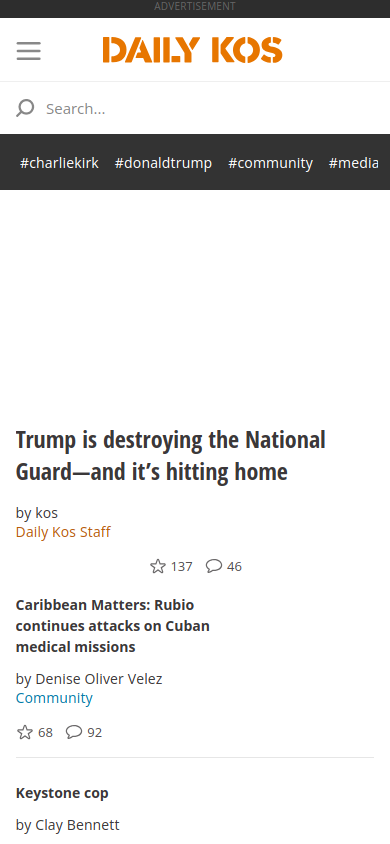 ADVERTISEMENT
DAILY KOS
Search...
#charliekirk #donaldtrump #community #media
Trump is destroying the National
Guard—and it’s hitting home
by kos
Daily Kos Staff
137 46
Caribbean Matters: Rubio
continues attacks on Cuban
medical missions
by Denise Oliver Velez
Community
68 92
Keystone cop
by Clay Bennett